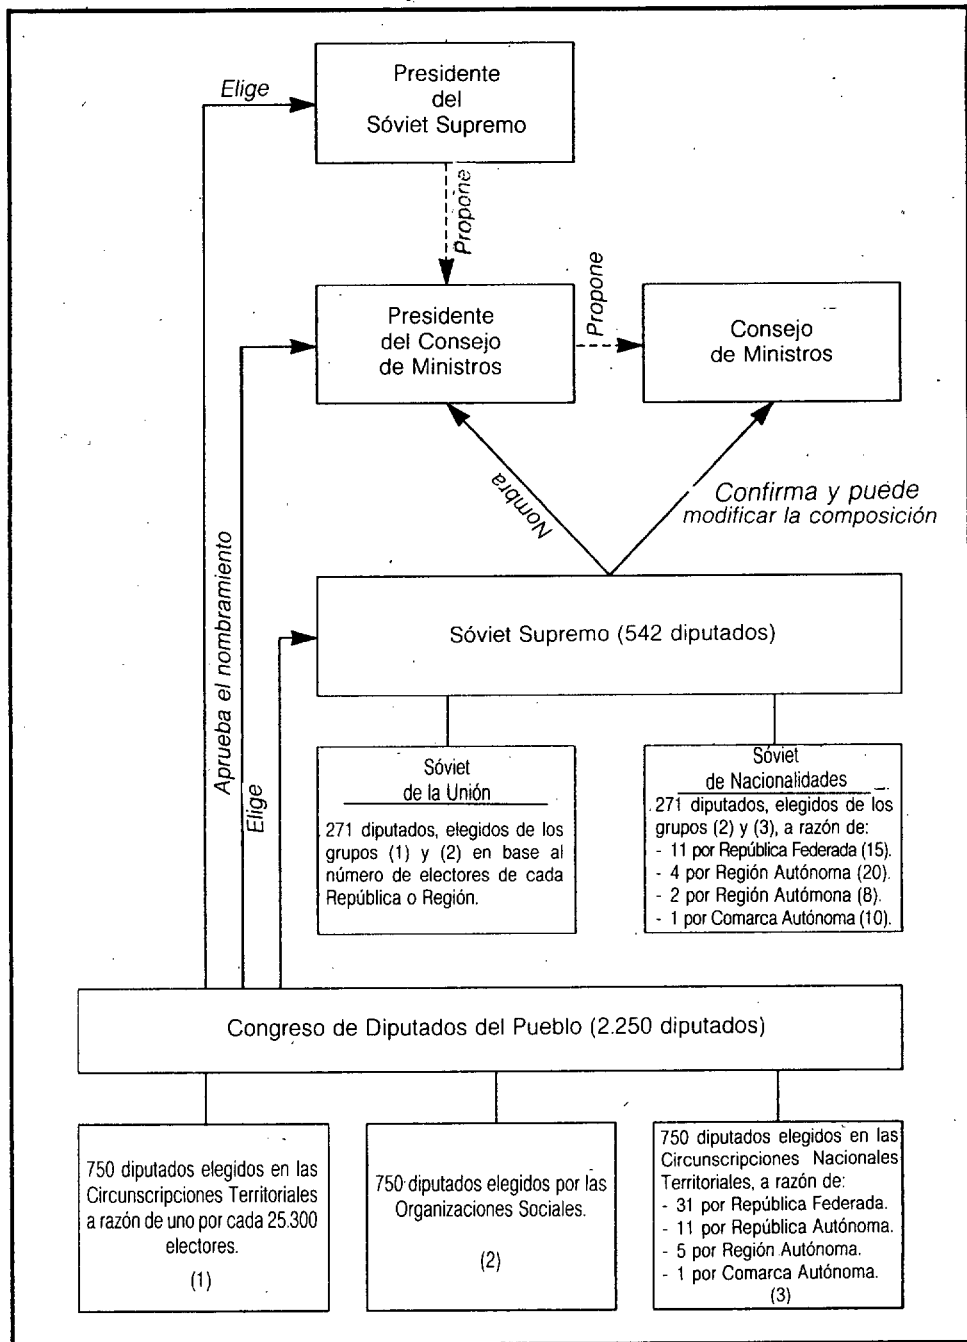 Elige
Presidente
del
Sóviet Supremo
Propone
Presidente
del Consejo
de Ministros
Propone
Consejo
de Ministros
Nombra
Confirma y puede
modificar la composición
Aprueba el nombramiento
Elige
Sóviet Supremo (542 diputados)
Sóviet
de la Unión
271 diputados, elegidos de los
grupos (1) y (2) en base al
número de electores de cada
República o Región.
Sóviet
de Nacionalidades
271 diputados, elegidos de los
grupos (2) y (3), a razón de:
- 11 por República Federada (15).
- 4 por Región Autónoma (20).
- 2 por Región Autómona (8).
- 1 por Comarca Autónoma (10).
Congreso de Diputados del Pueblo (2.250 diputados)
750 diputados elegidos en las
Circunscripciones Territoriales
a razón de uno por cada 25.300
electores.
(1)
750 diputados elegidos por las
Organizaciones Sociales.
(2)
750 diputados elegidos en las
Circunscripciones Nacionales
Territoriales, a razón de:
- 31 por República Federada.
- 11 por República Autónoma.
- 5 por Región Autónoma.
- 1 por Comarca Autónoma.
(3)